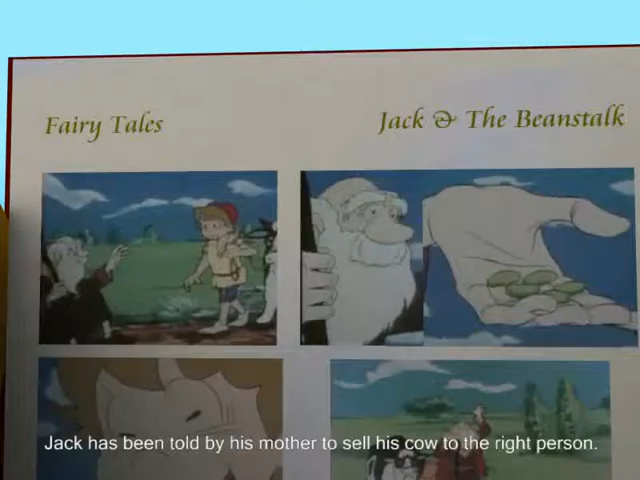 Fairy Tales
Jack & The Beanstalk
Jack has been told by his mother to sell his cow to the right person.